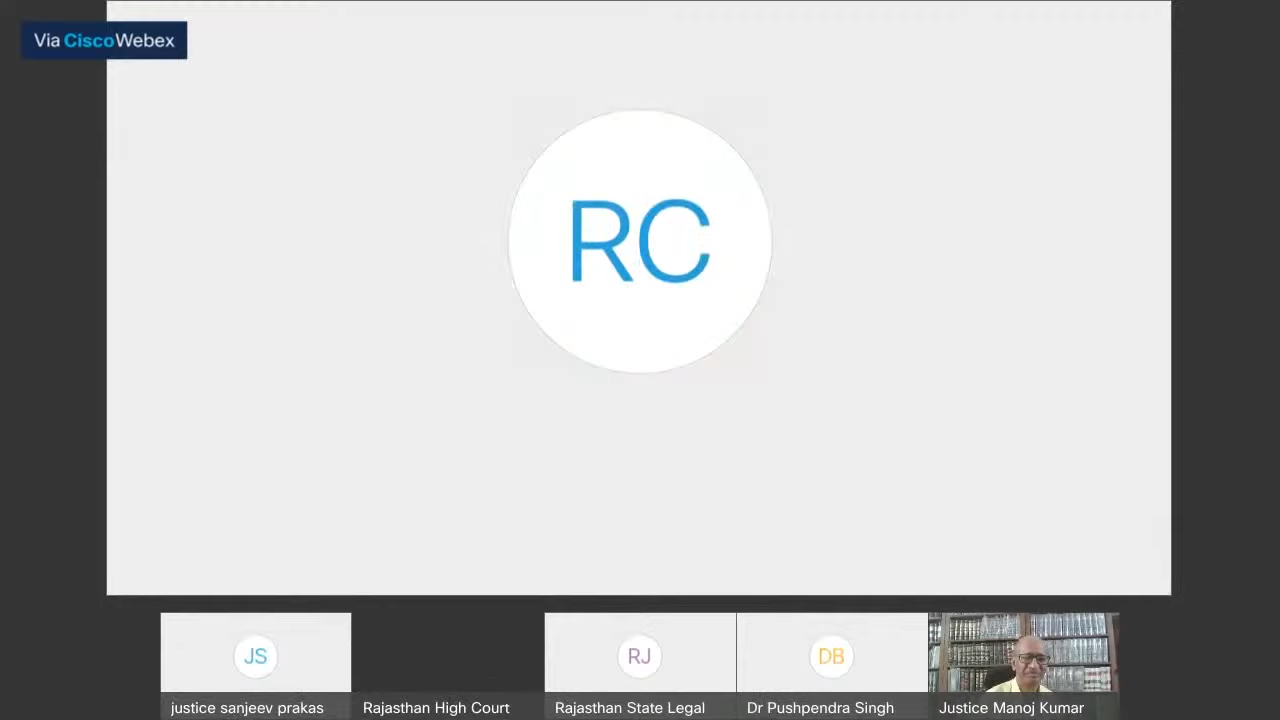 Via CiscoWebex
RC
JS
RJ
DB
justice sanjeev prakas
Rajasthan High Court
Rajasthan State Legal
Dr Pushpendra Singh
Justice Manoj Kumar